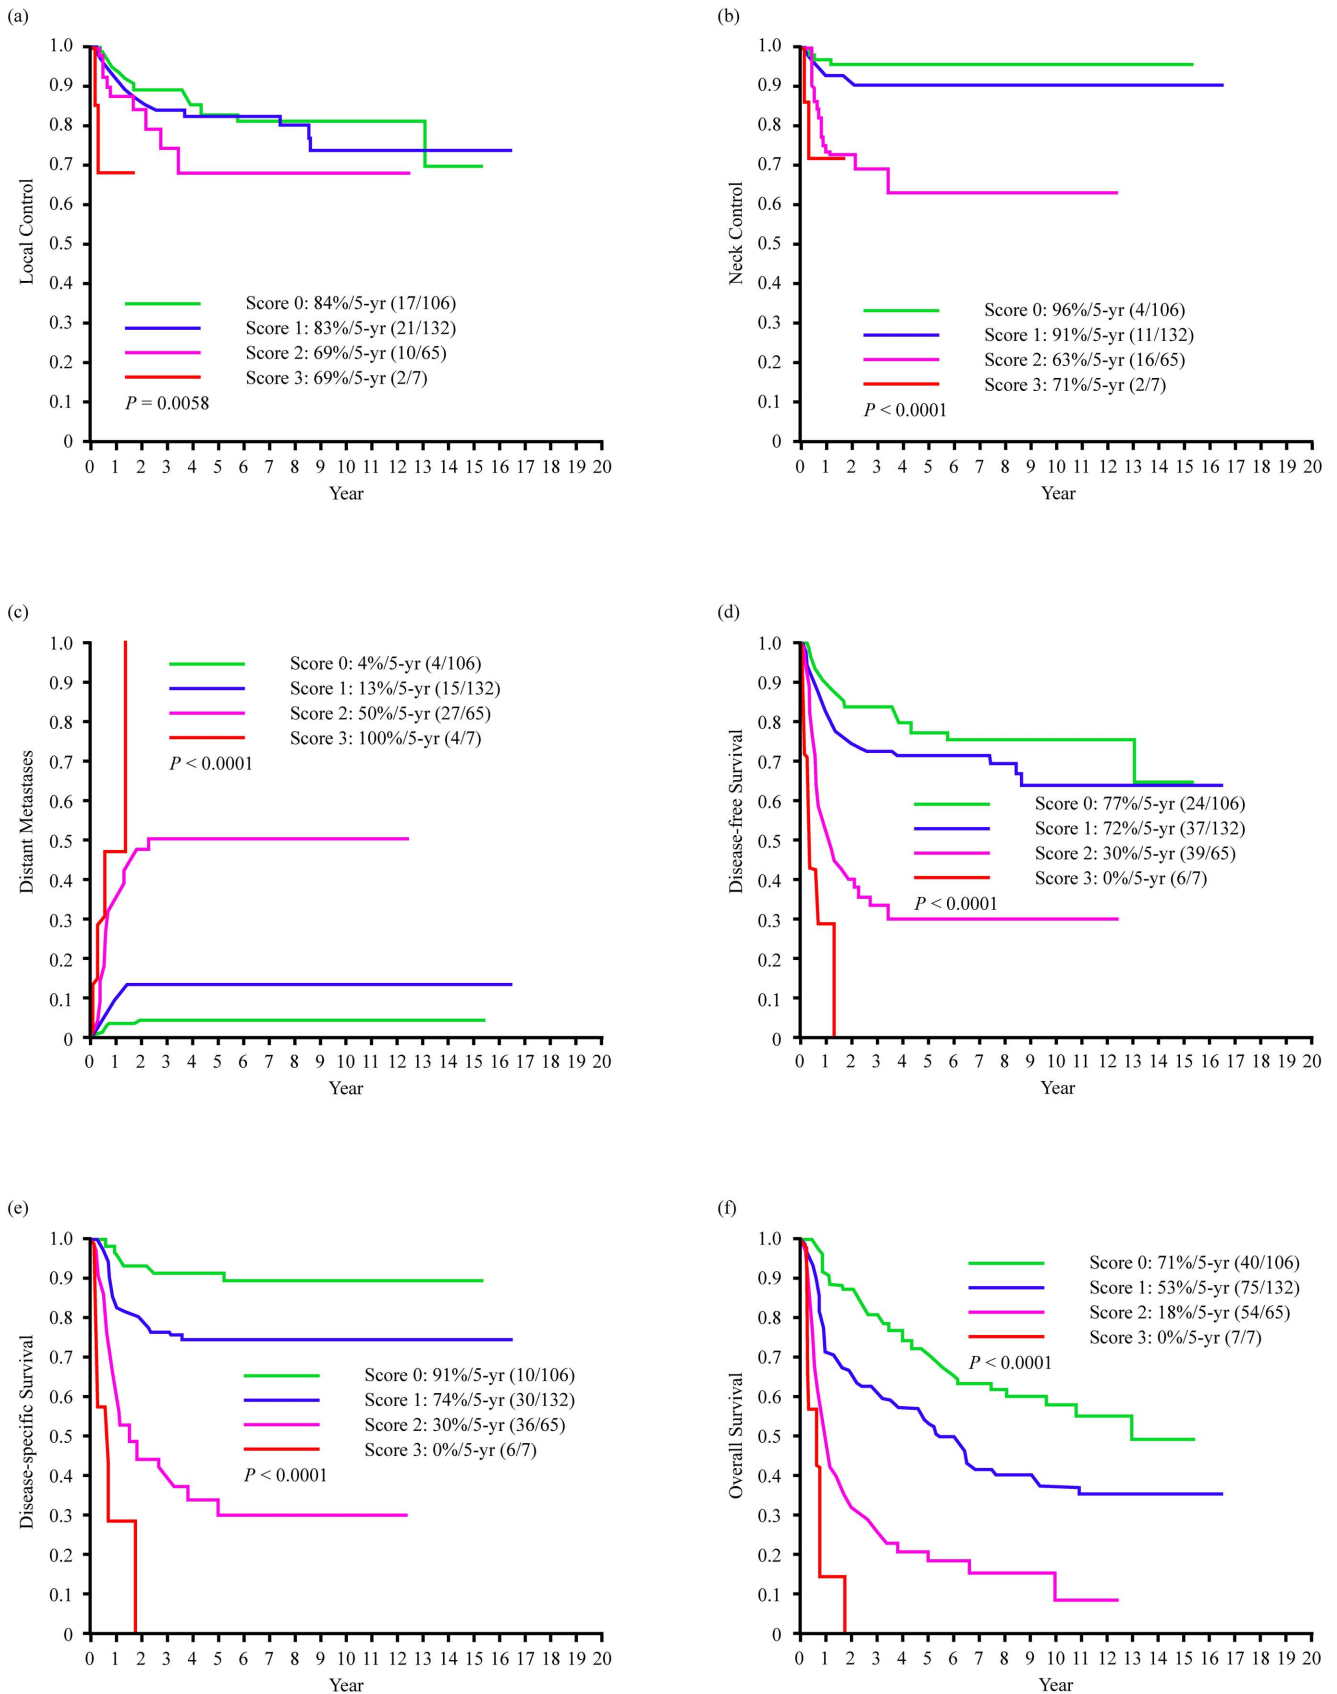 (a)
1.0
0.9
0.8
0.7
0.6
0.5
0.4
0.3
0.2
0.1
0
Local Control
Score 0: 84%/5-yr (17/106)
Score 1: 83%/5-yr (21/132)
Score 2: 69%/5-yr (10/65)
Score 3: 69%/5-yr (2/7)
P = 0.0058
0 1 2 3 4 5 6 7 8 9 10 11 12 13 14 15 16 17 18 19 20
Year
(b)
1.0
0.9
0.8
0.7
0.6
0.5
0.4
0.3
0.2
0.1
0
Neck Control
Score 0: 96%/5-yr (4/106)
Score 1: 91%/5-yr (11/132)
Score 2: 63%/5-yr (16/65)
Score 3: 71%/5-yr (2/7)
P < 0.0001
0 1 2 3 4 5 6 7 8 9 10 11 12 13 14 15 16 17 18 19 20
Year
(c)
1.0
0.9
0.8
0.7
0.6
0.5
0.4
0.3
0.2
0.1
0
Distant Metastases
Score 0: 4%/5-yr (4/106)
Score 1: 13%/5-yr (15/132)
Score 2: 50%/5-yr (27/65)
Score 3: 100%/5-yr (4/7)
P < 0.0001
0 1 2 3 4 5 6 7 8 9 10 11 12 13 14 15 16 17 18 19 20
Year
(d)
1.0
0.9
0.8
0.7
0.6
0.5
0.4
0.3
0.2
0.1
0
Disease-free Survival
Score 0: 77%/5-yr (24/106)
Score 1: 72%/5-yr (37/132)
Score 2: 30%/5-yr (39/65)
Score 3: 0%/5-yr (6/7)
P < 0.0001
0 1 2 3 4 5 6 7 8 9 10 11 12 13 14 15 16 17 18 19 20
Year
(e)
1.0
0.9
0.8
0.7
0.6
0.5
0.4
0.3
0.2
0.1
0
Disease-specific Survival
Score 0: 91%/5-yr (10/106)
Score 1: 74%/5-yr (30/132)
Score 2: 30%/5-yr (36/65)
Score 3: 0%/5-yr (6/7)
P < 0.0001
0 1 2 3 4 5 6 7 8 9 10 11 12 13 14 15 16 17 18 19 20
Year
(f)
1.0
0.9
0.8
0.7
0.6
0.5
0.4
0.3
0.2
0.1
0
Overall Survival
Score 0: 71%/5-yr (40/106)
Score 1: 53%/5-yr (75/132)
Score 2: 18%/5-yr (54/65)
Score 3: 0%/5-yr (7/7)
P < 0.0001
0 1 2 3 4 5 6 7 8 9 10 11 12 13 14 15 16 17 18 19 20
Year